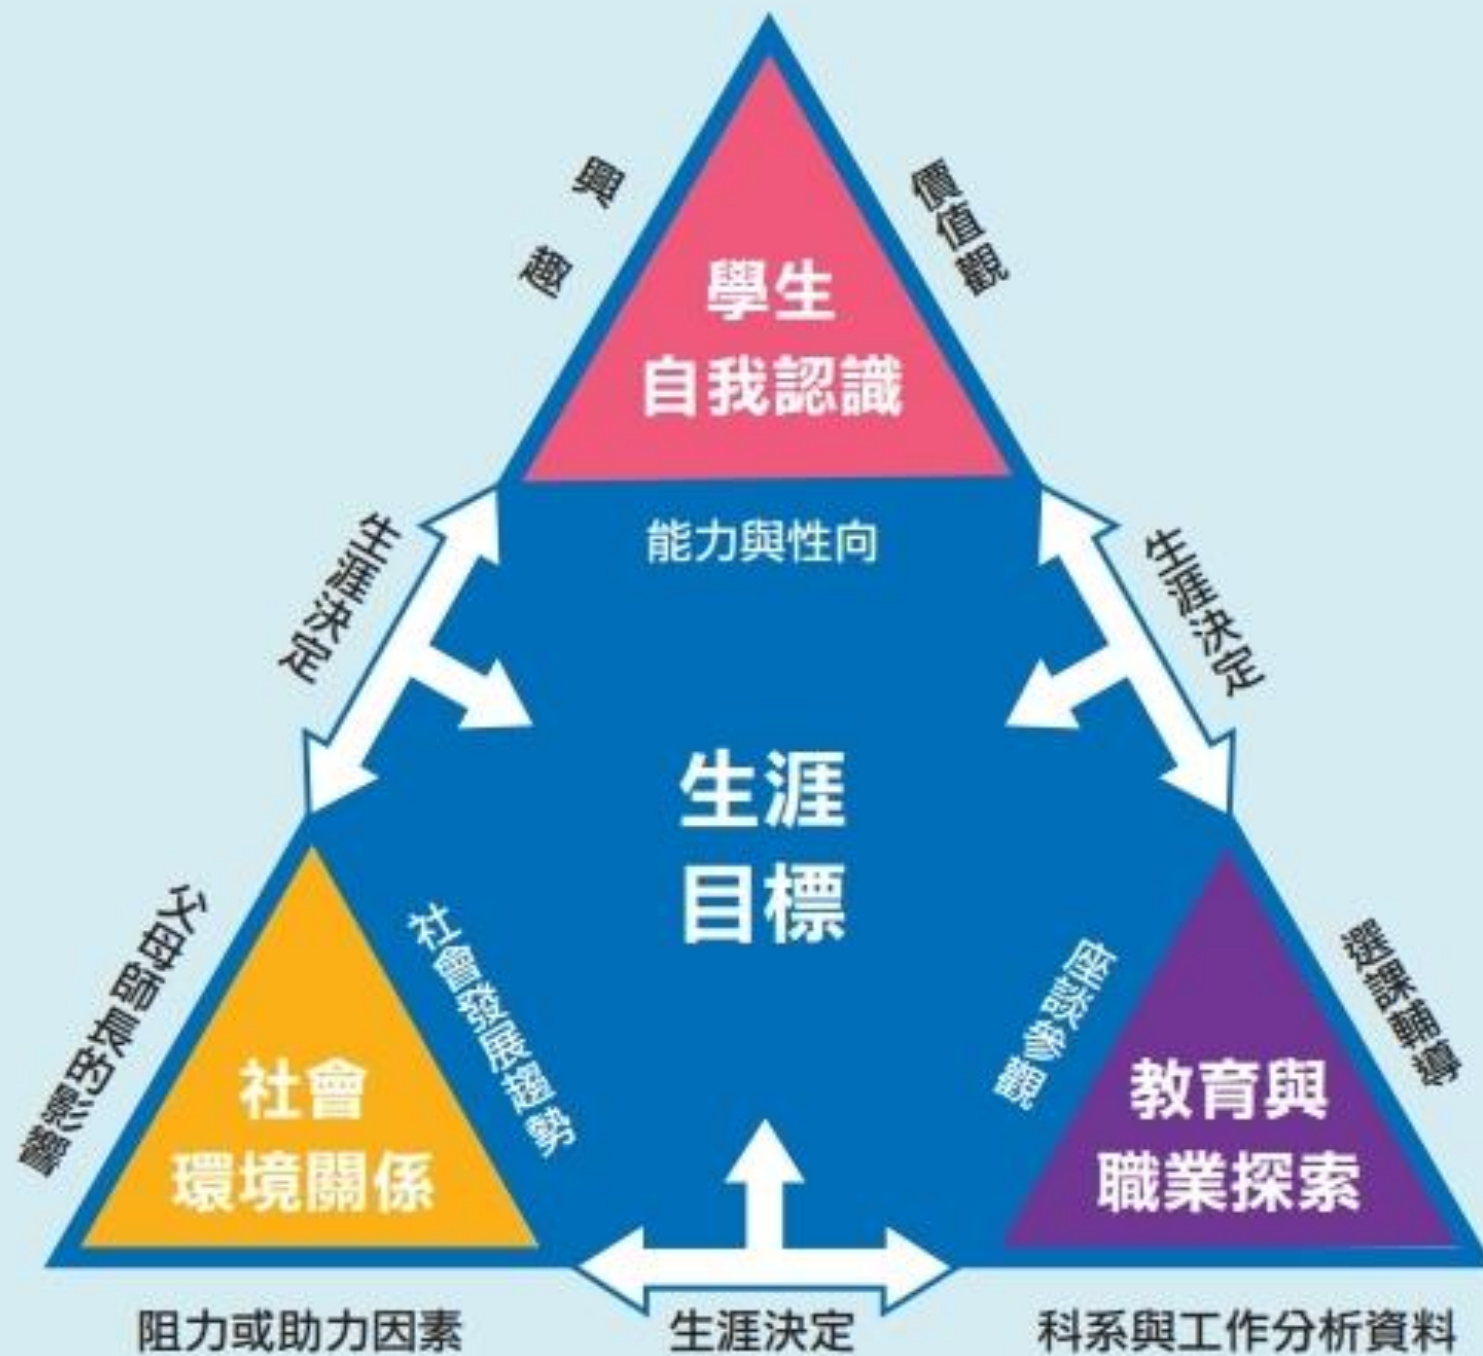 興趣
價值觀
學生
自我認識
能力與性向
生涯決定
生涯決定
生涯
目標
父母師長的影響
社會發展趨勢
社會
環境關係
座談參觀
選課輔導
教育與
職業探索
阻力或助力因素
生涯決定
科系與工作分析資料